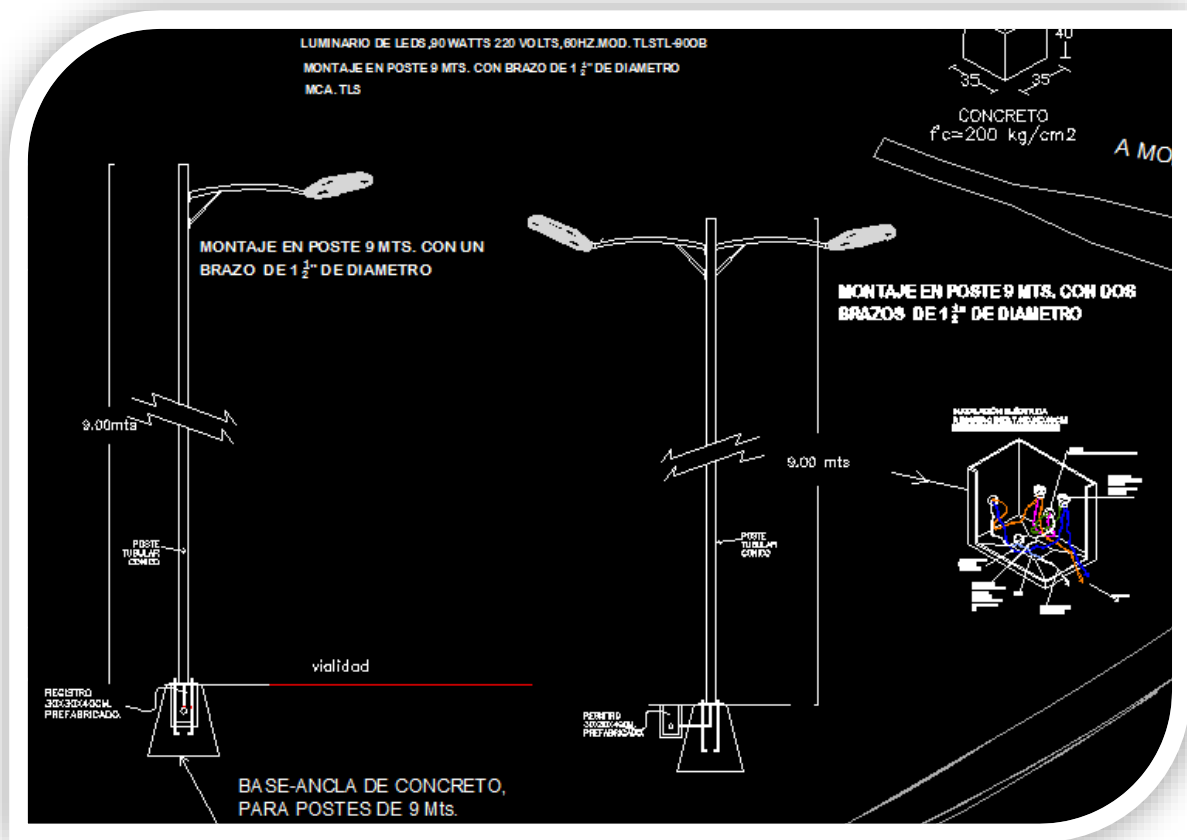 LUMINARIO DE LEDS ,90 WATTS 220 VOLTS,60HZ.MOD. TLSTL-90OB
MONTAJE EN POSTE 9 MTS. CON BRAZO DE 1 1/2" DE DIAMETRO
MCA. TLS
40
35 35
CONCRETO
f'c=200 kg/cm2
A MO
MONTAJE EN POSTE 9 MTS. CON UN
BRAZO DE 1 1/2" DE DIAMETRO
MONTAJE EN POSTE 9 MTS. CON DOS
BRAZOS DE 1 1/2" DE DIAMETRO
9.00mts
9.00 mts
POSTE
TUBULAR
CONICO
POSTE
TUBULAR
CONICO
vialidad
REGISTRO
30X30X40CM.
PREFABRICADO.
REGISTRO
30X30X40CM.
PREFABRICADO.
BASE-ANCLA DE CONCRETO,
PARA POSTES DE 9 Mts.